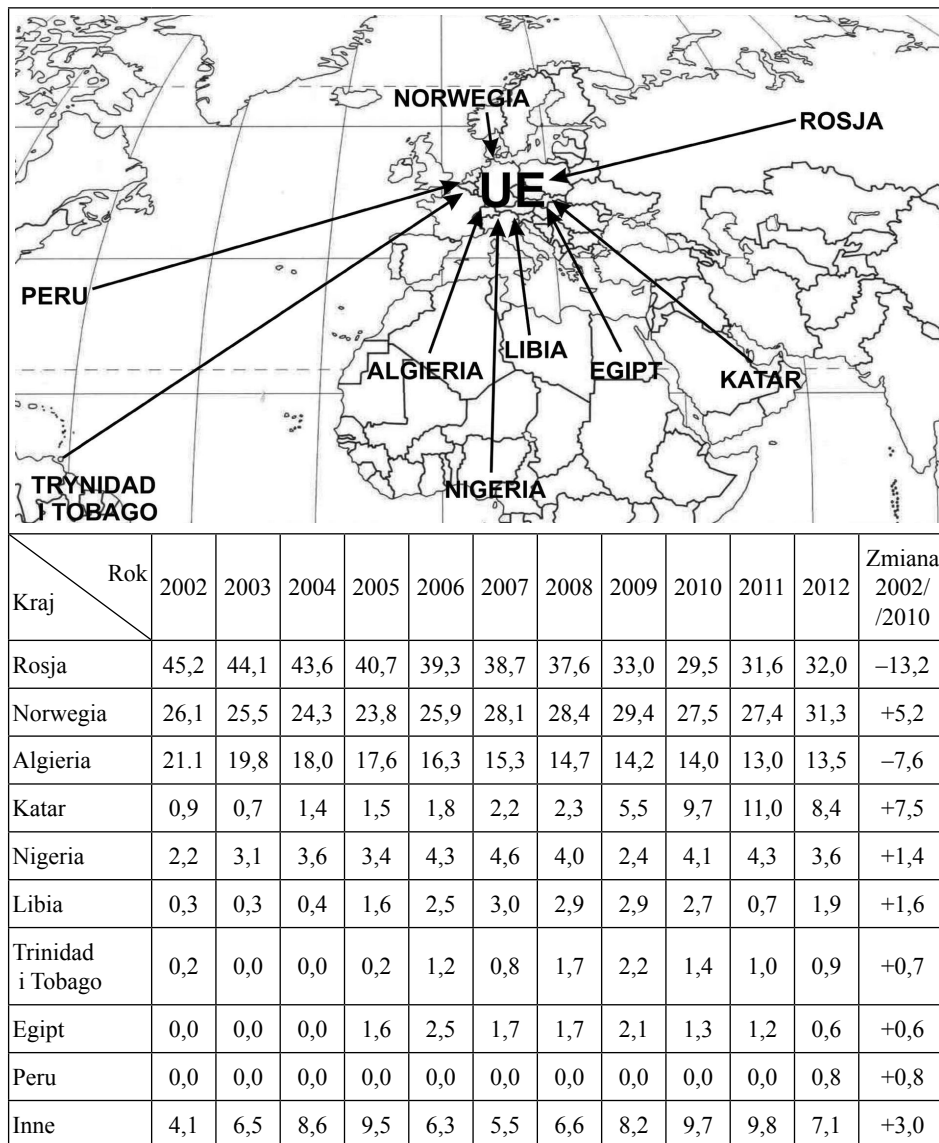 NORWEGIA
ROSJA
UE
PERU
LIBIA
ALGIERIA
EGIPT
KATAR
TRYNIDAD
I TOBAGO
NIGERIA
Rok
Kraj
2002 2003 2004 2005 2006 2007 2008 2009 2010 2011 2012 Zmiana
2002/
/2010
Rosja 45,2 44,1 43,6 40,7 39,3 38,7 37,6 33,0 29,5 31,6 32,0 –13,2
Norwegia 26,1 25,5 24,3 23,8 25,9 28,1 28,4 29,4 27,5 27,4 31,3 +5,2
Algieria 21.1 19,8 18,0 17,6 16,3 15,3 14,7 14,2 14,0 13,0 13,5 –7,6
Katar 0,9 0,7 1,4 1,5 1,8 2,2 2,3 5,5 9,7 11,0 8,4 +7,5
Nigeria 2,2 3,1 3,6 3,4 4,3 4,6 4,0 2,4 4,1 4,3 3,6 +1,4
Libia 0,3 0,3 0,4 1,6 2,5 3,0 2,9 2,9 2,7 0,7 1,9 +1,6
Trinidad
i Tobago 0,2 0,0 0,0 0,2 1,2 0,8 1,7 2,2 1,4 1,0 0,9 +0,7
Egipt 0,0 0,0 0,0 1,6 2,5 1,7 1,7 2,1 1,3 1,2 0,6 +0,6
Peru 0,0 0,0 0,0 0,0 0,0 0,0 0,0 0,0 0,0 0,0 0,8 +0,8
Inne 4,1 6,5 8,6 9,5 6,3 5,5 6,6 8,2 9,7 9,8 7,1 +3,0